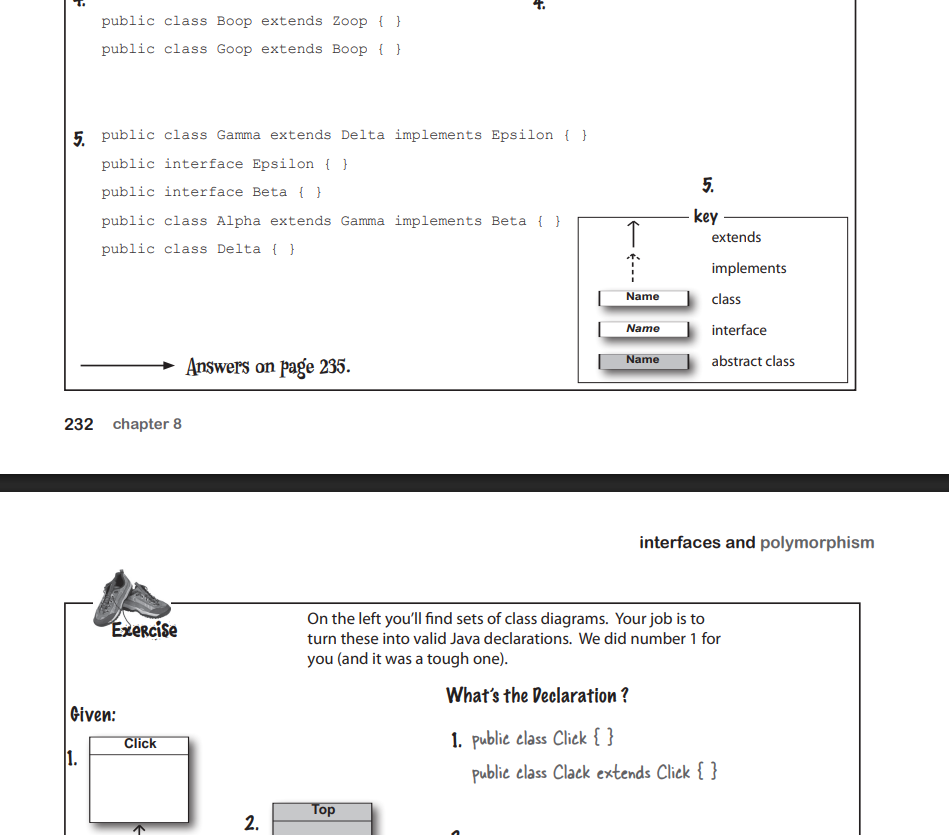 4.
4.
public class Boop extends Zoop { }
public class Goop extends Boop { }
5. public class Gamma extends Delta implements Epsilon { }
public interface Epsilon { }
public interface Beta { }
public class Alpha extends Gamma implements Beta { }
public class Delta { }
5.
key
extends
implements
Name class
Name interface
Name abstract class
Answers on page 235.
232 chapter 8
interfaces and polymorphism
Exercise
On the left you’ll find sets of class diagrams. Your job is to
turn these into valid Java declarations. We did number 1 for
you (and it was a tough one).
What's the Declaration ?
Given:
1. Click
1. public class Click { }
public class Clack extends Click { }
2. Top